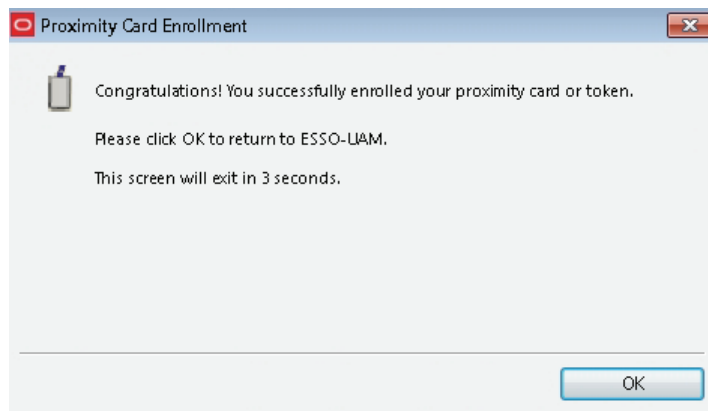 Proximity Card Enrollment
Congratulations! You successfully enrolled your proximity card or token.
Please click OK to return to ESSO-UAM.
This screen will exit in 3 seconds.
OK